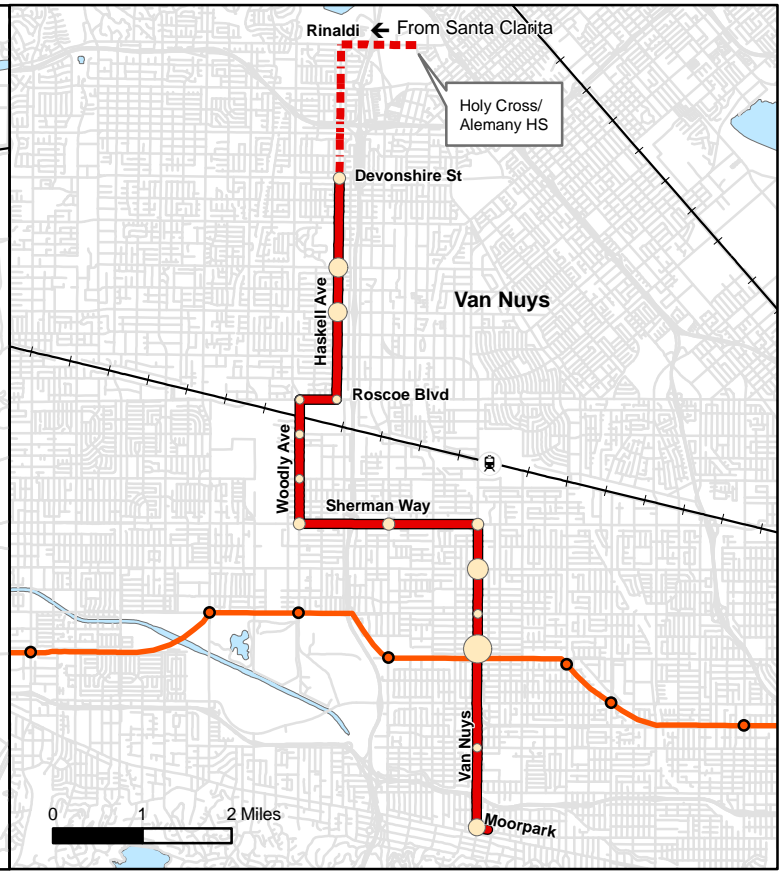 Rinaldi ← From Santa Clarita
Holy Cross/
Alemany HS
Devonshire St
Haskell Ave
Van Nuys
Roscoe Blvd
Woodly Ave
Sherman Way
Van Nuys
Moorpark
0 1 2 Miles